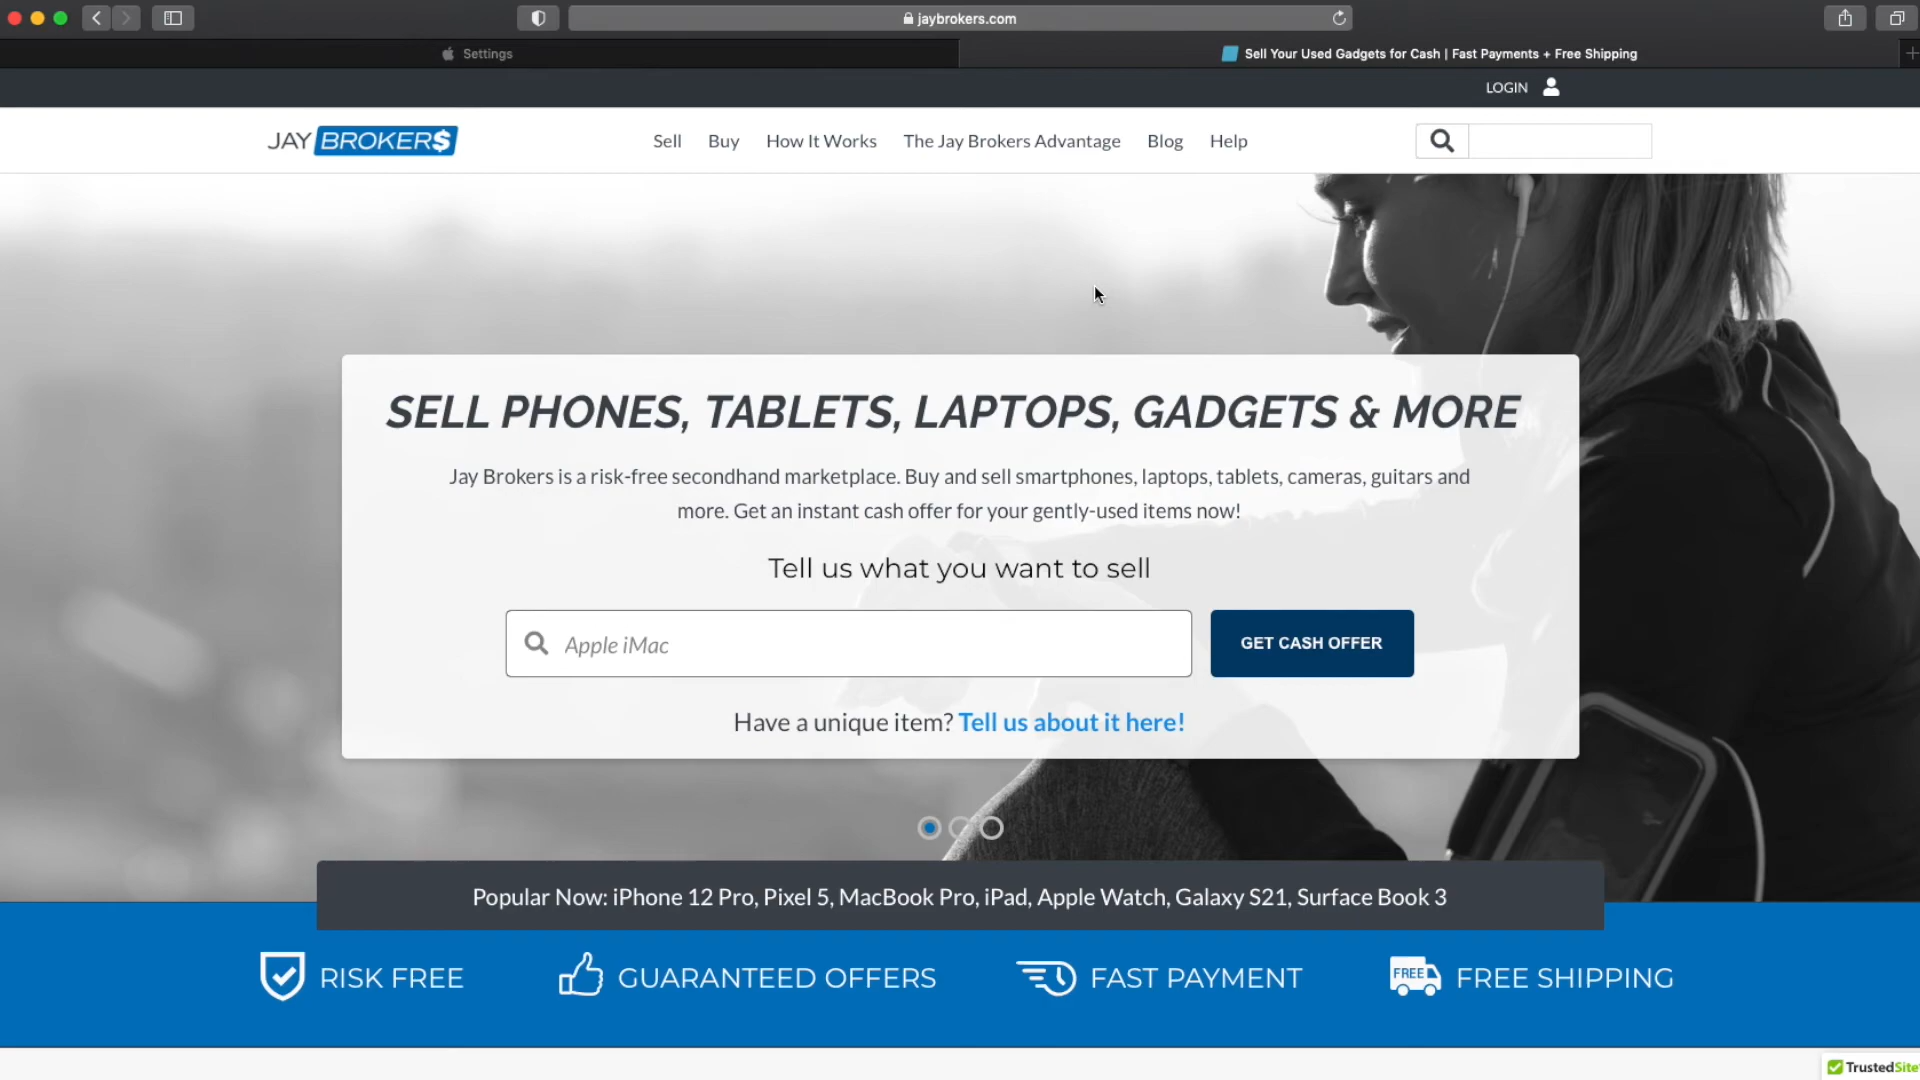 jaybrokers.com
Settings
Sell Your Used Gadgets for Cash | Fast Payments + Free Shipping
LOGIN
JAY BROKER$
Sell
Buy
How It Works
The Jay Brokers Advantage
Blog
Help
SELL PHONES, TABLETS, LAPTOPS, GADGETS & MORE
Jay Brokers is a risk-free secondhand marketplace. Buy and sell smartphones, laptops, tablets, cameras, guitars and
more. Get an instant cash offer for your gently-used items now!
Tell us what you want to sell
Apple iMac
GET CASH OFFER
Have a unique item? Tell us about it here!
Popular Now: iPhone 12 Pro, Pixel 5, MacBook Pro, iPad, Apple Watch, Galaxy S21, Surface Book 3
RISK FREE
GUARANTEED OFFERS
FAST PAYMENT
FREE
FREE SHIPPING
TrustedSite